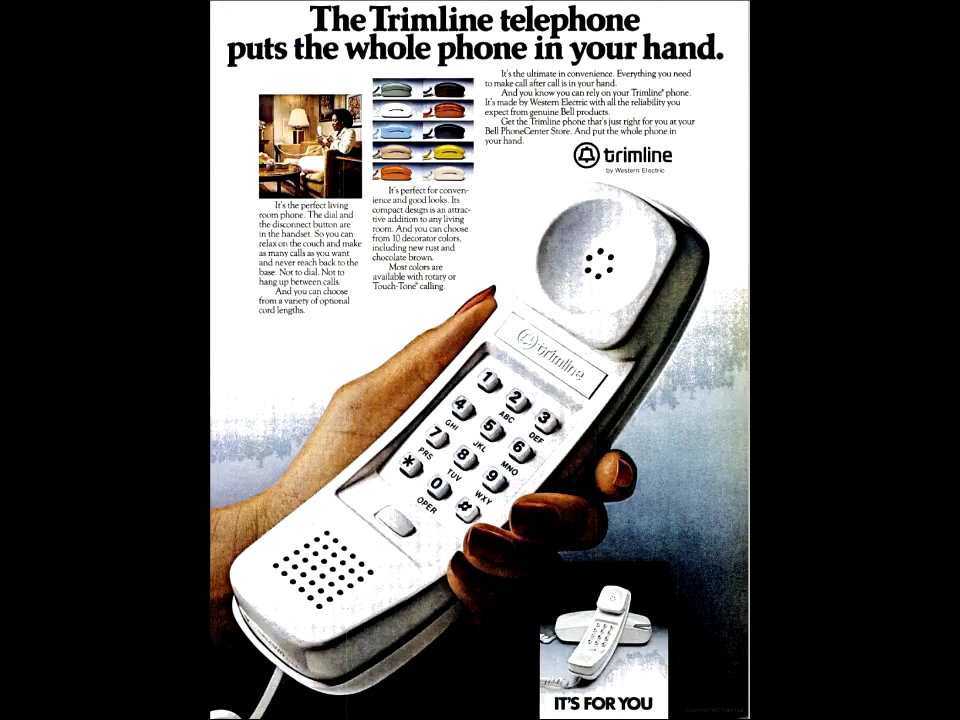 The Trimline telephone
puts the whole phone in your hand.
It's the ultimate in convenience. Everything you need
to make call after call is in your hand.
And you know you can rely on your Trimline® phone.
It's made by Western Electric with all the reliability you
expect from genuine Bell products.
Get the Trimline phone that's just right for you at your
Bell PhoneCenter Store. And put the whole phone in
your hand.
trimline
by Western Electric
It's the perfect living
room phone. The dial and
the disconnect button are
in the handset. So you can
relax on the couch and make
as many calls as you want
and never reach back to the
base. Not to dial. Not to
hang up between calls.
And you can choose
from a variety of optional
cord lengths.
It's perfect for conven-
ience and good looks. Its
compact design is an attrac-
tive addition to any living
room. And you can choose
from 10 decorator colors,
including new rust and
chocolate brown.
Most colors are
available with rotary or
Touch-Tone® calling.
trimline
1 2 3
ABC DEF
4 5 6
GHI JKL MNO
7 8 9
PRS TUV WXY
* 0 #
OPER
IT'S FOR YOU